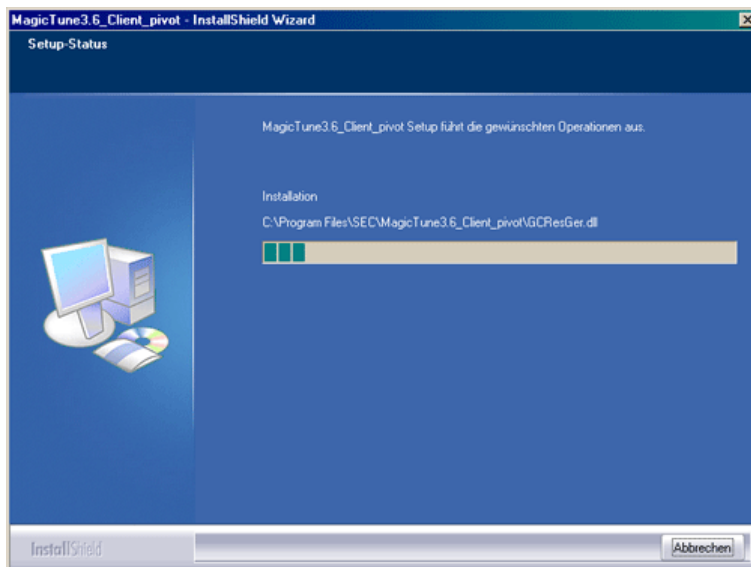 MagicTune3.6_Client_pivot - InstallShield Wizard
Setup-Status
MagicTune3.6_Client_pivot Setup führt die gewünschten Operationen aus.
Installation
C:\Program Files\SEC\MagicTune3.6_Client_pivot\GCResGer.dll
InstallShield
Abbrechen